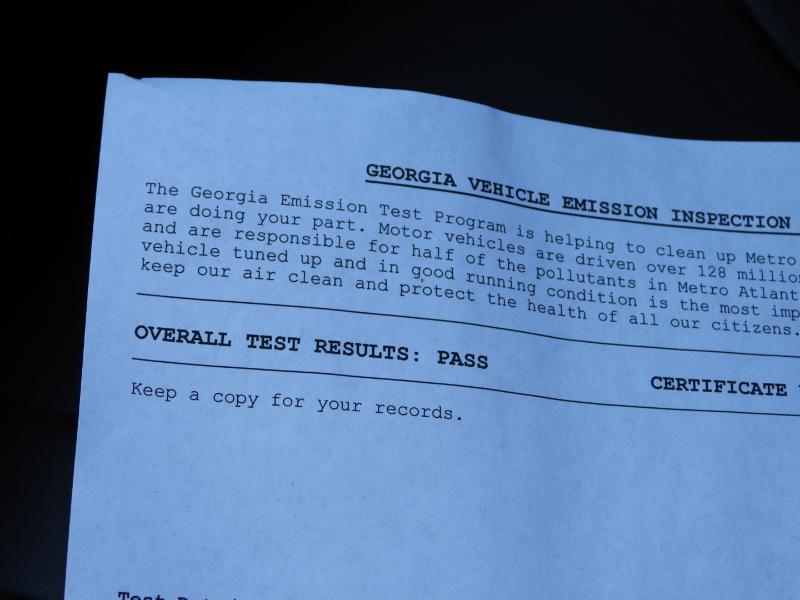 GEORGIA VEHICLE EMISSION INSPECTION
The Georgia Emission Test Program is helping to clean up Metro
are doing your part. Motor vehicles are driven over 128 million
and are responsible for half of the pollutants in Metro Atlant
vehicle tuned up and in good running condition is the most imp
keep our air clean and protect the health of all our citizens.
OVERALL TEST RESULTS: PASS
CERTIFICATE
Keep a copy for your records.
Test